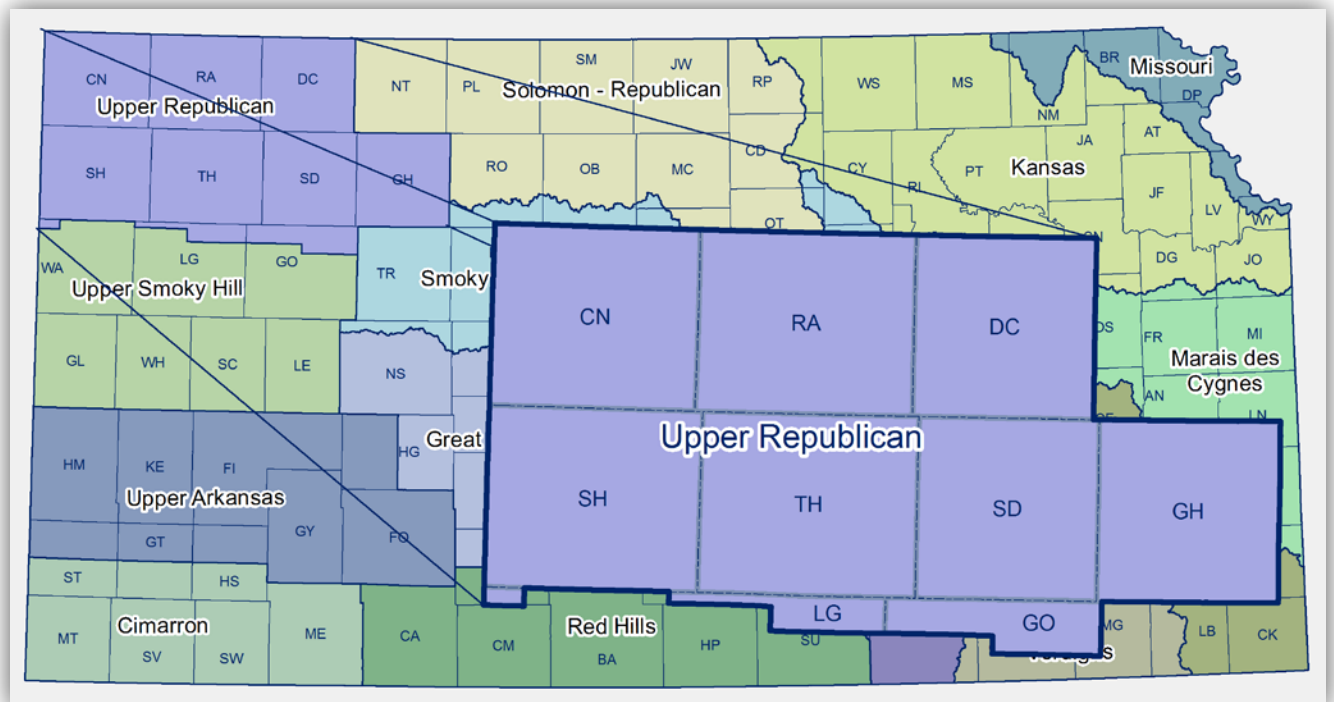 CN
RA
DC
Upper Republican
SH
TH
SD
GH
NT
PL
SM
JW
Solomon - Republican
RP
RO
OB
MC
CD
OT
WS
MS
NM
BR
Missouri
DP
JA
AT
CY
PT
Kansas
JF
LV
WY
DG
JO
WA
LG
GO
Upper Smoky Hill
TR
Smoky
GL
WH
SC
LE
NS
HG
Great
HM
KE
FI
Upper Arkansas
GT
GY
FO
ST
HS
Cimarron
MT
SV
SW
ME
CA
CM
Red Hills
BA
HP
SU
FR
MI
Marais des
Cygnes
AN
LN
MG
LB
CK
CN
RA
DC
Upper Republican
SH
TH
SD
GH
LG
GO